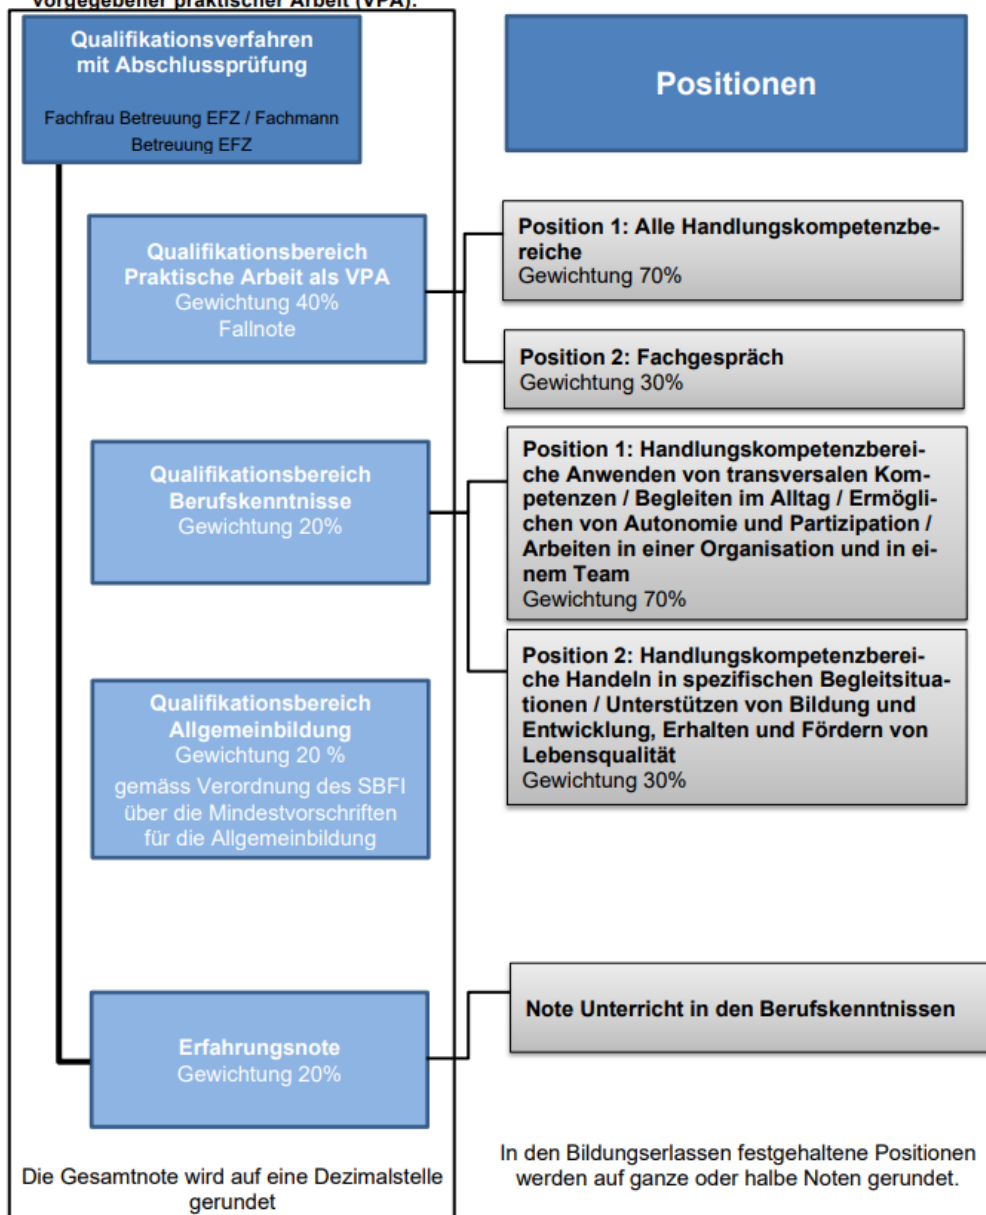 vorgegebener praktischer Arbeit (VPA).
Qualifikationsverfahren
mit Abschlussprüfung
Fachfrau Betreuung EFZ / Fachmann
Betreuung EFZ
Positionen
Qualifikationsbereich
Praktische Arbeit als VPA
Gewichtung 40%
Fallnote
Position 1: Alle Handlungskompetenzbe-
reiche
Gewichtung 70%
Position 2: Fachgespräch
Gewichtung 30%
Qualifikationsbereich
Berufskenntnisse
Gewichtung 20%
Position 1: Handlungskompetenzberei-
che Anwenden von transversalen Kom-
petenzen / Begleiten im Alltag / Ermögli-
chen von Autonomie und Partizipation /
Arbeiten in einer Organisation und in ei-
nem Team
Gewichtung 70%
Position 2: Handlungskompetenzberei-
che Handeln in spezifischen Begleitsitua-
tionen / Unterstützen von Bildung und
Entwicklung, Erhalten und Fördern von
Lebensqualität
Gewichtung 30%
Qualifikationsbereich
Allgemeinbildung
Gewichtung 20 %
gemäss Verordnung des SBFI
über die Mindestvorschriften
für die Allgemeinbildung
Erfahrungsnote
Gewichtung 20%
Note Unterricht in den Berufskenntnissen
Die Gesamtnote wird auf eine Dezimalstelle
gerundet
In den Bildungserlassen festgehaltene Positionen
werden auf ganze oder halbe Noten gerundet.